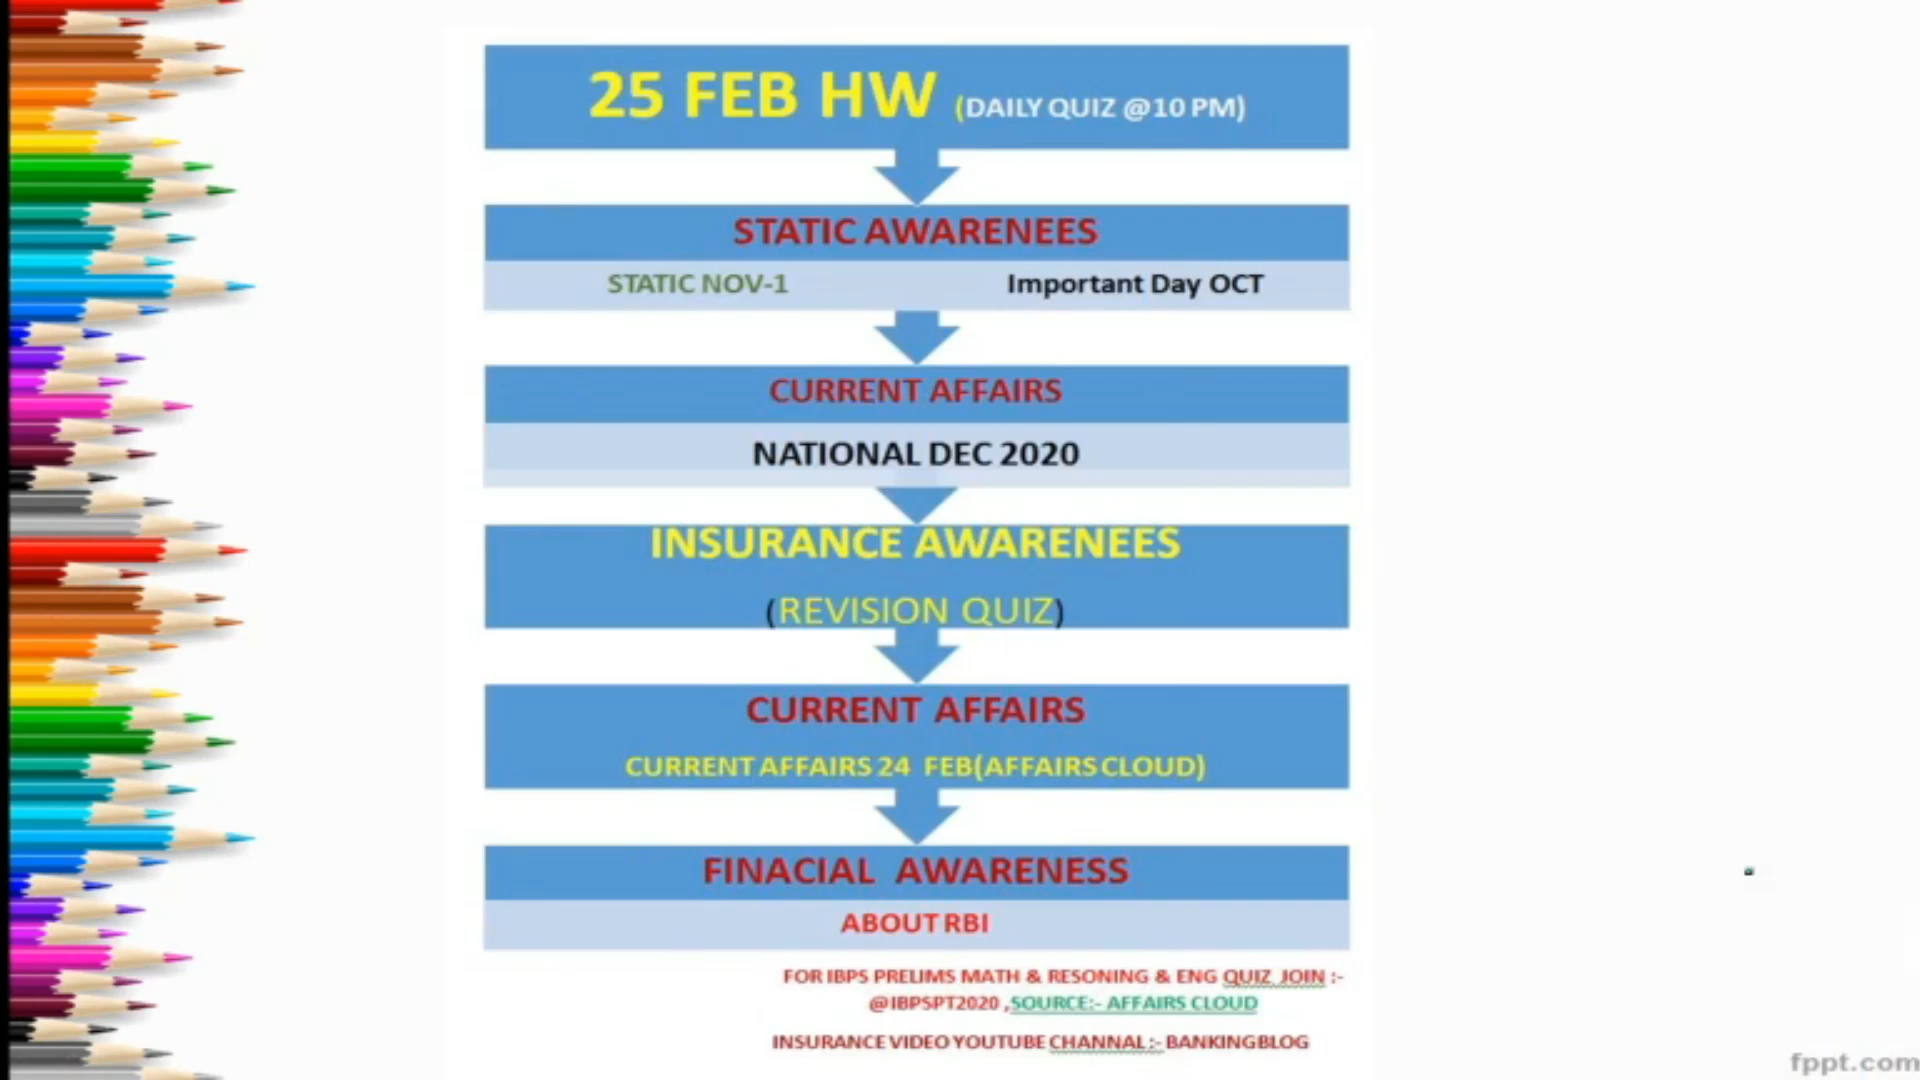 25 FEB HW (DAILY QUIZ @10 PM)
STATIC AWARENEES
STATIC NOV-1 Important Day OCT
CURRENT AFFAIRS
NATIONAL DEC 2020
INSURANCE AWARENEES
(REVISION QUIZ)
CURRENT AFFAIRS
CURRENT AFFAIRS 24 FEB(AFFAIRS CLOUD)
FINACIAL AWARENESS
ABOUT RBI
FOR IBPS PRELIMS MATH & RESONING & ENG QUIZ JOIN :-
@IBPSPT2020 ,SOURCE:- AFFAIRS CLOUD
INSURANCE VIDEO YOUTUBE CHANNAL :- BANKINGBLOG
fppt.com